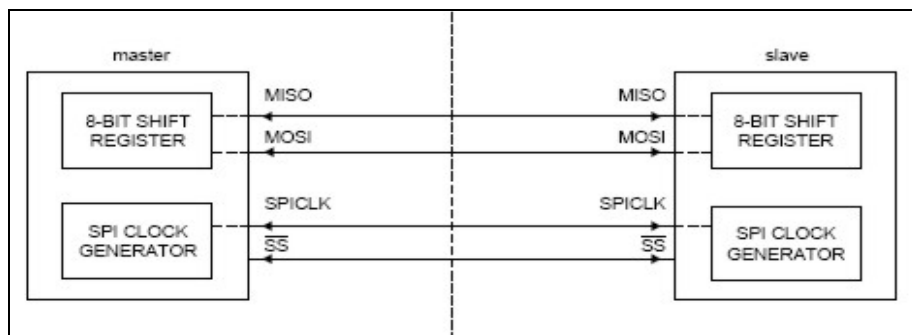 master
slave
MISO
MISO
8-BIT SHIFT
REGISTER
8-BIT SHIFT
REGISTER
MOSI
MOSI
SPICLK
SPICLK
SPI CLOCK
GENERATOR
SPI CLOCK
GENERATOR
SS
SS